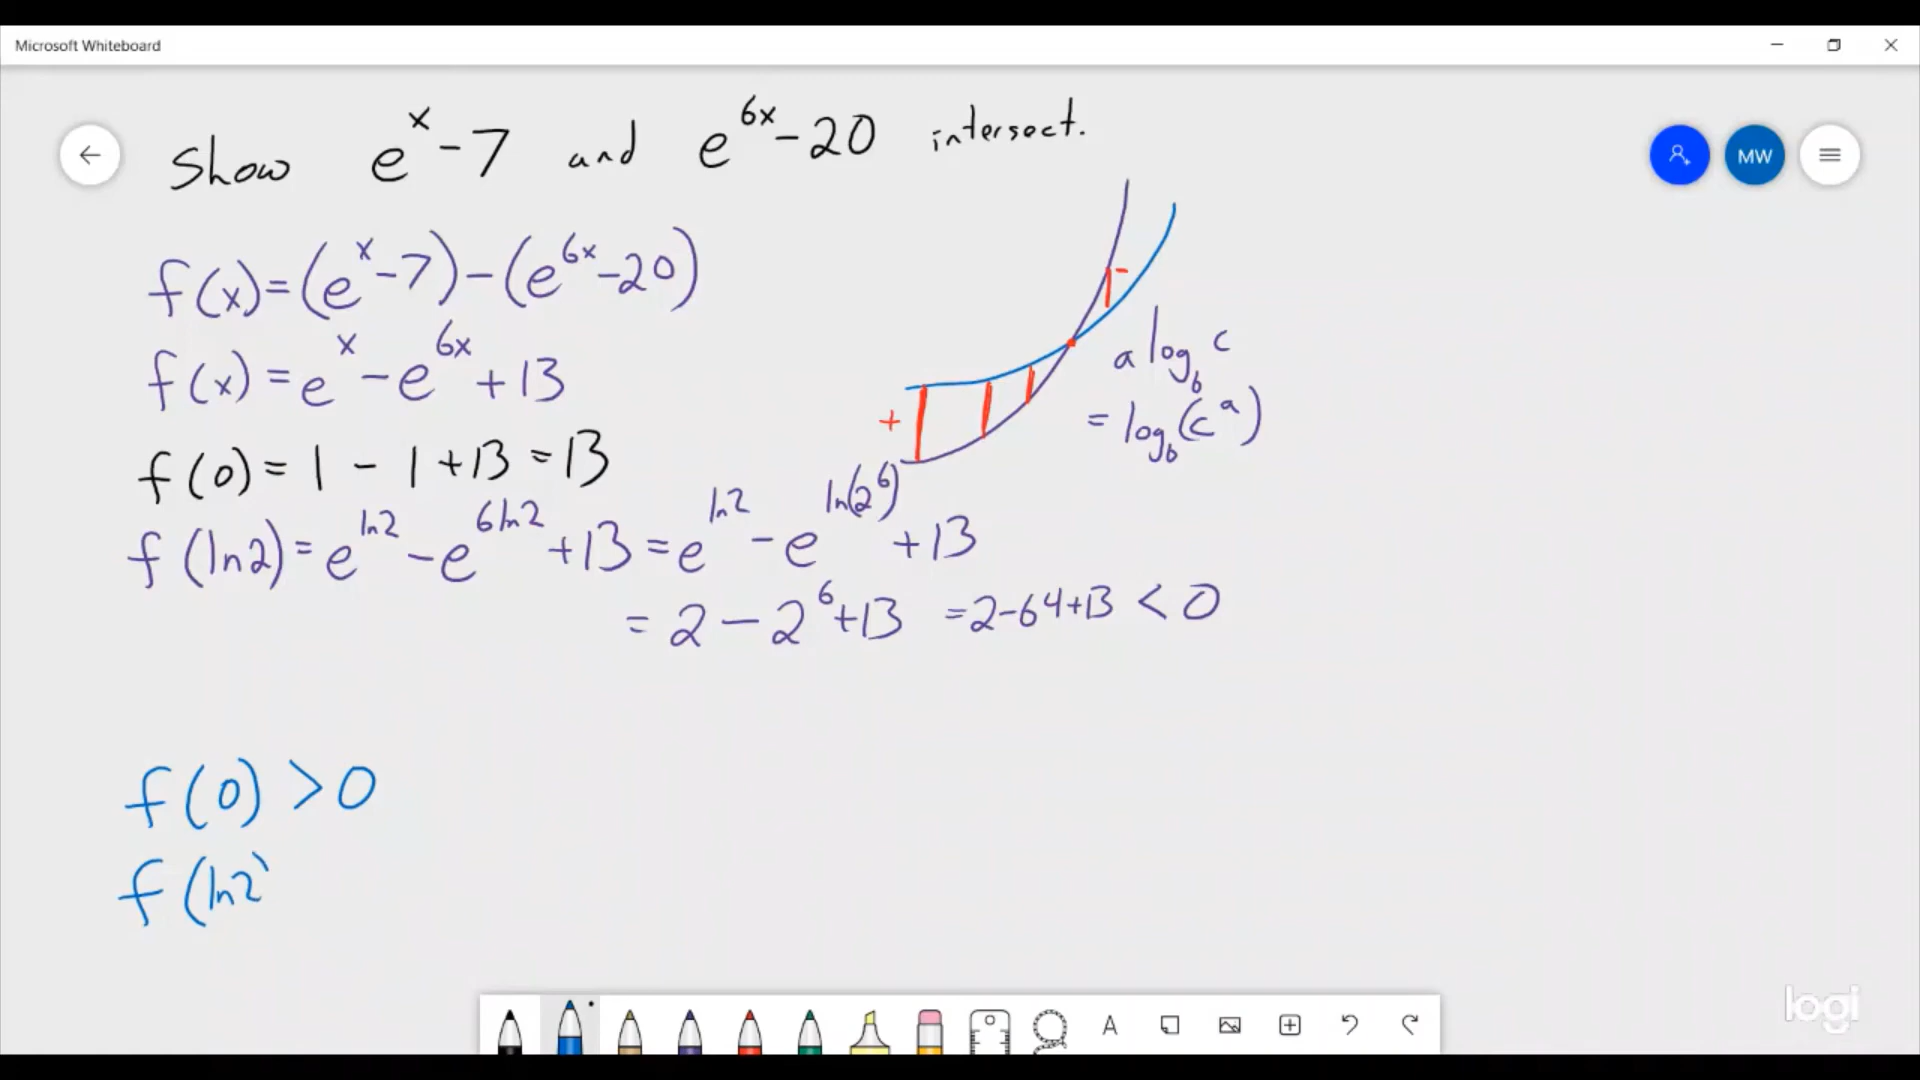 Microsoft Whiteboard
Show e^x - 7 and e^{6x} - 20 intersect.
MW
f(x) = (e^x - 7) - (e^{6x} - 20)
f(x) = e^x - e^{6x} + 13
f(0) = 1 - 1 + 13 = 13
f(ln2) = e^{ln2} - e^{6ln2} + 13 = e^{ln2} - e^{ln(2^6)} + 13
= 2 - 2^6 + 13 = 2 - 64 + 13 < 0
+
-
a log_b c
= log_b(c^a)
f(0) > 0
f(ln2)
A
logi